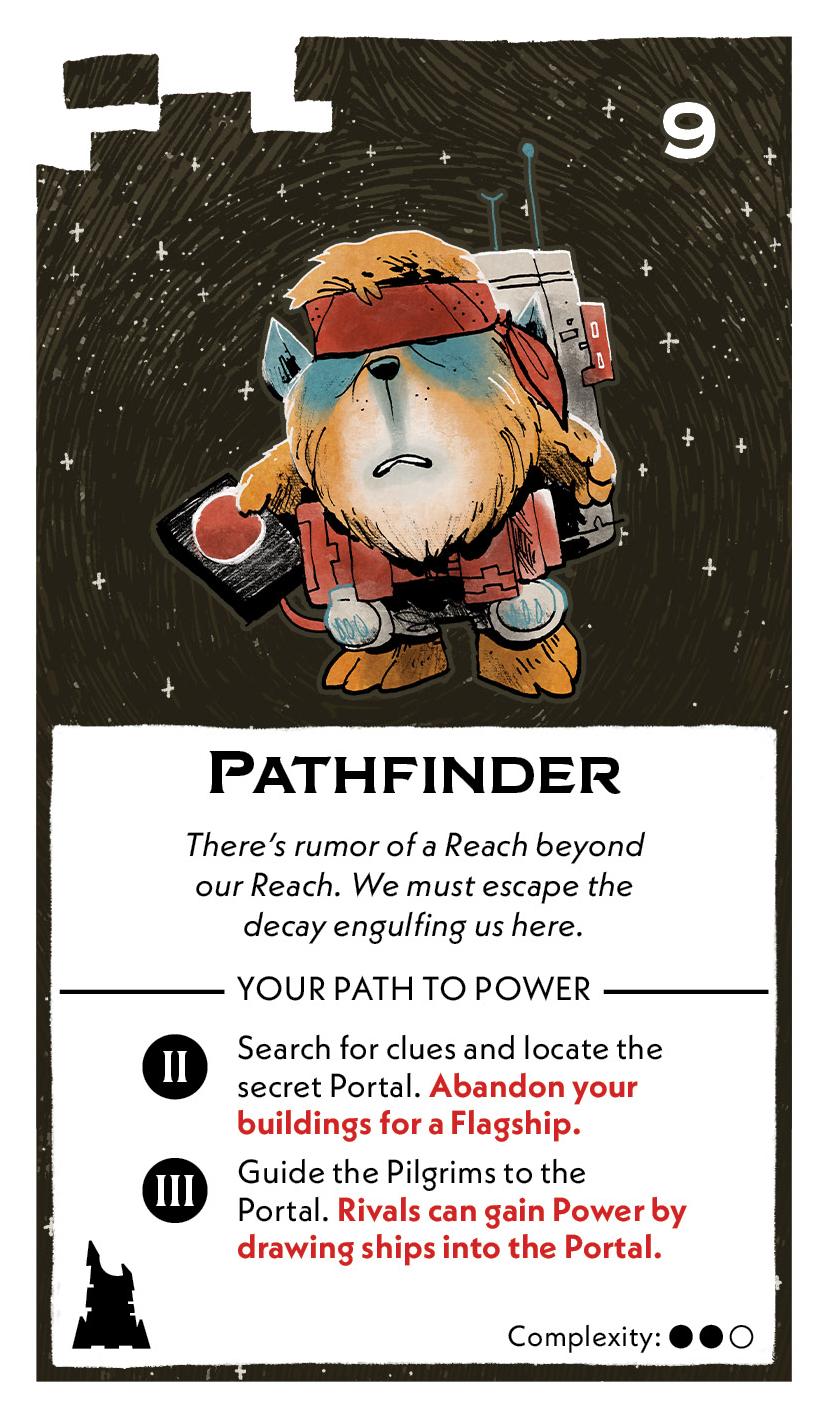 9
Pathfinder
There's rumor of a Reach beyond
our Reach. We must escape the
decay engulfing us here.
YOUR PATH TO POWER
II
Search for clues and locate the
secret Portal. Abandon your
buildings for a Flagship.
III
Guide the Pilgrims to the
Portal. Rivals can gain Power by
drawing ships into the Portal.
Complexity: